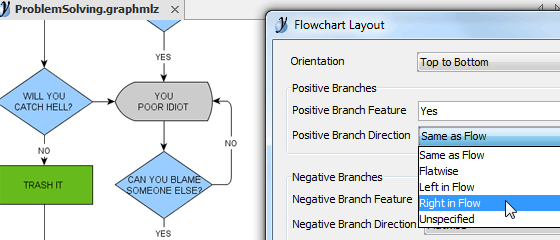 ProblemSolving.graphmlz
YES
WILL YOU
CATCH HELL?
YOU
POOR IDIOT
NO
YES
NO
TRASH IT
CAN YOU BLAME
SOMEONE ELSE?
YES
Flowchart Layout
Orientation
Top to Bottom
Positive Branches
Positive Branch Feature
Yes
Positive Branch Direction
Same as Flow
Same as Flow
Flatwise
Left in Flow
Right in Flow
Unspecified
Negative Branches
Negative Branch Feature
Negative Branch Direction